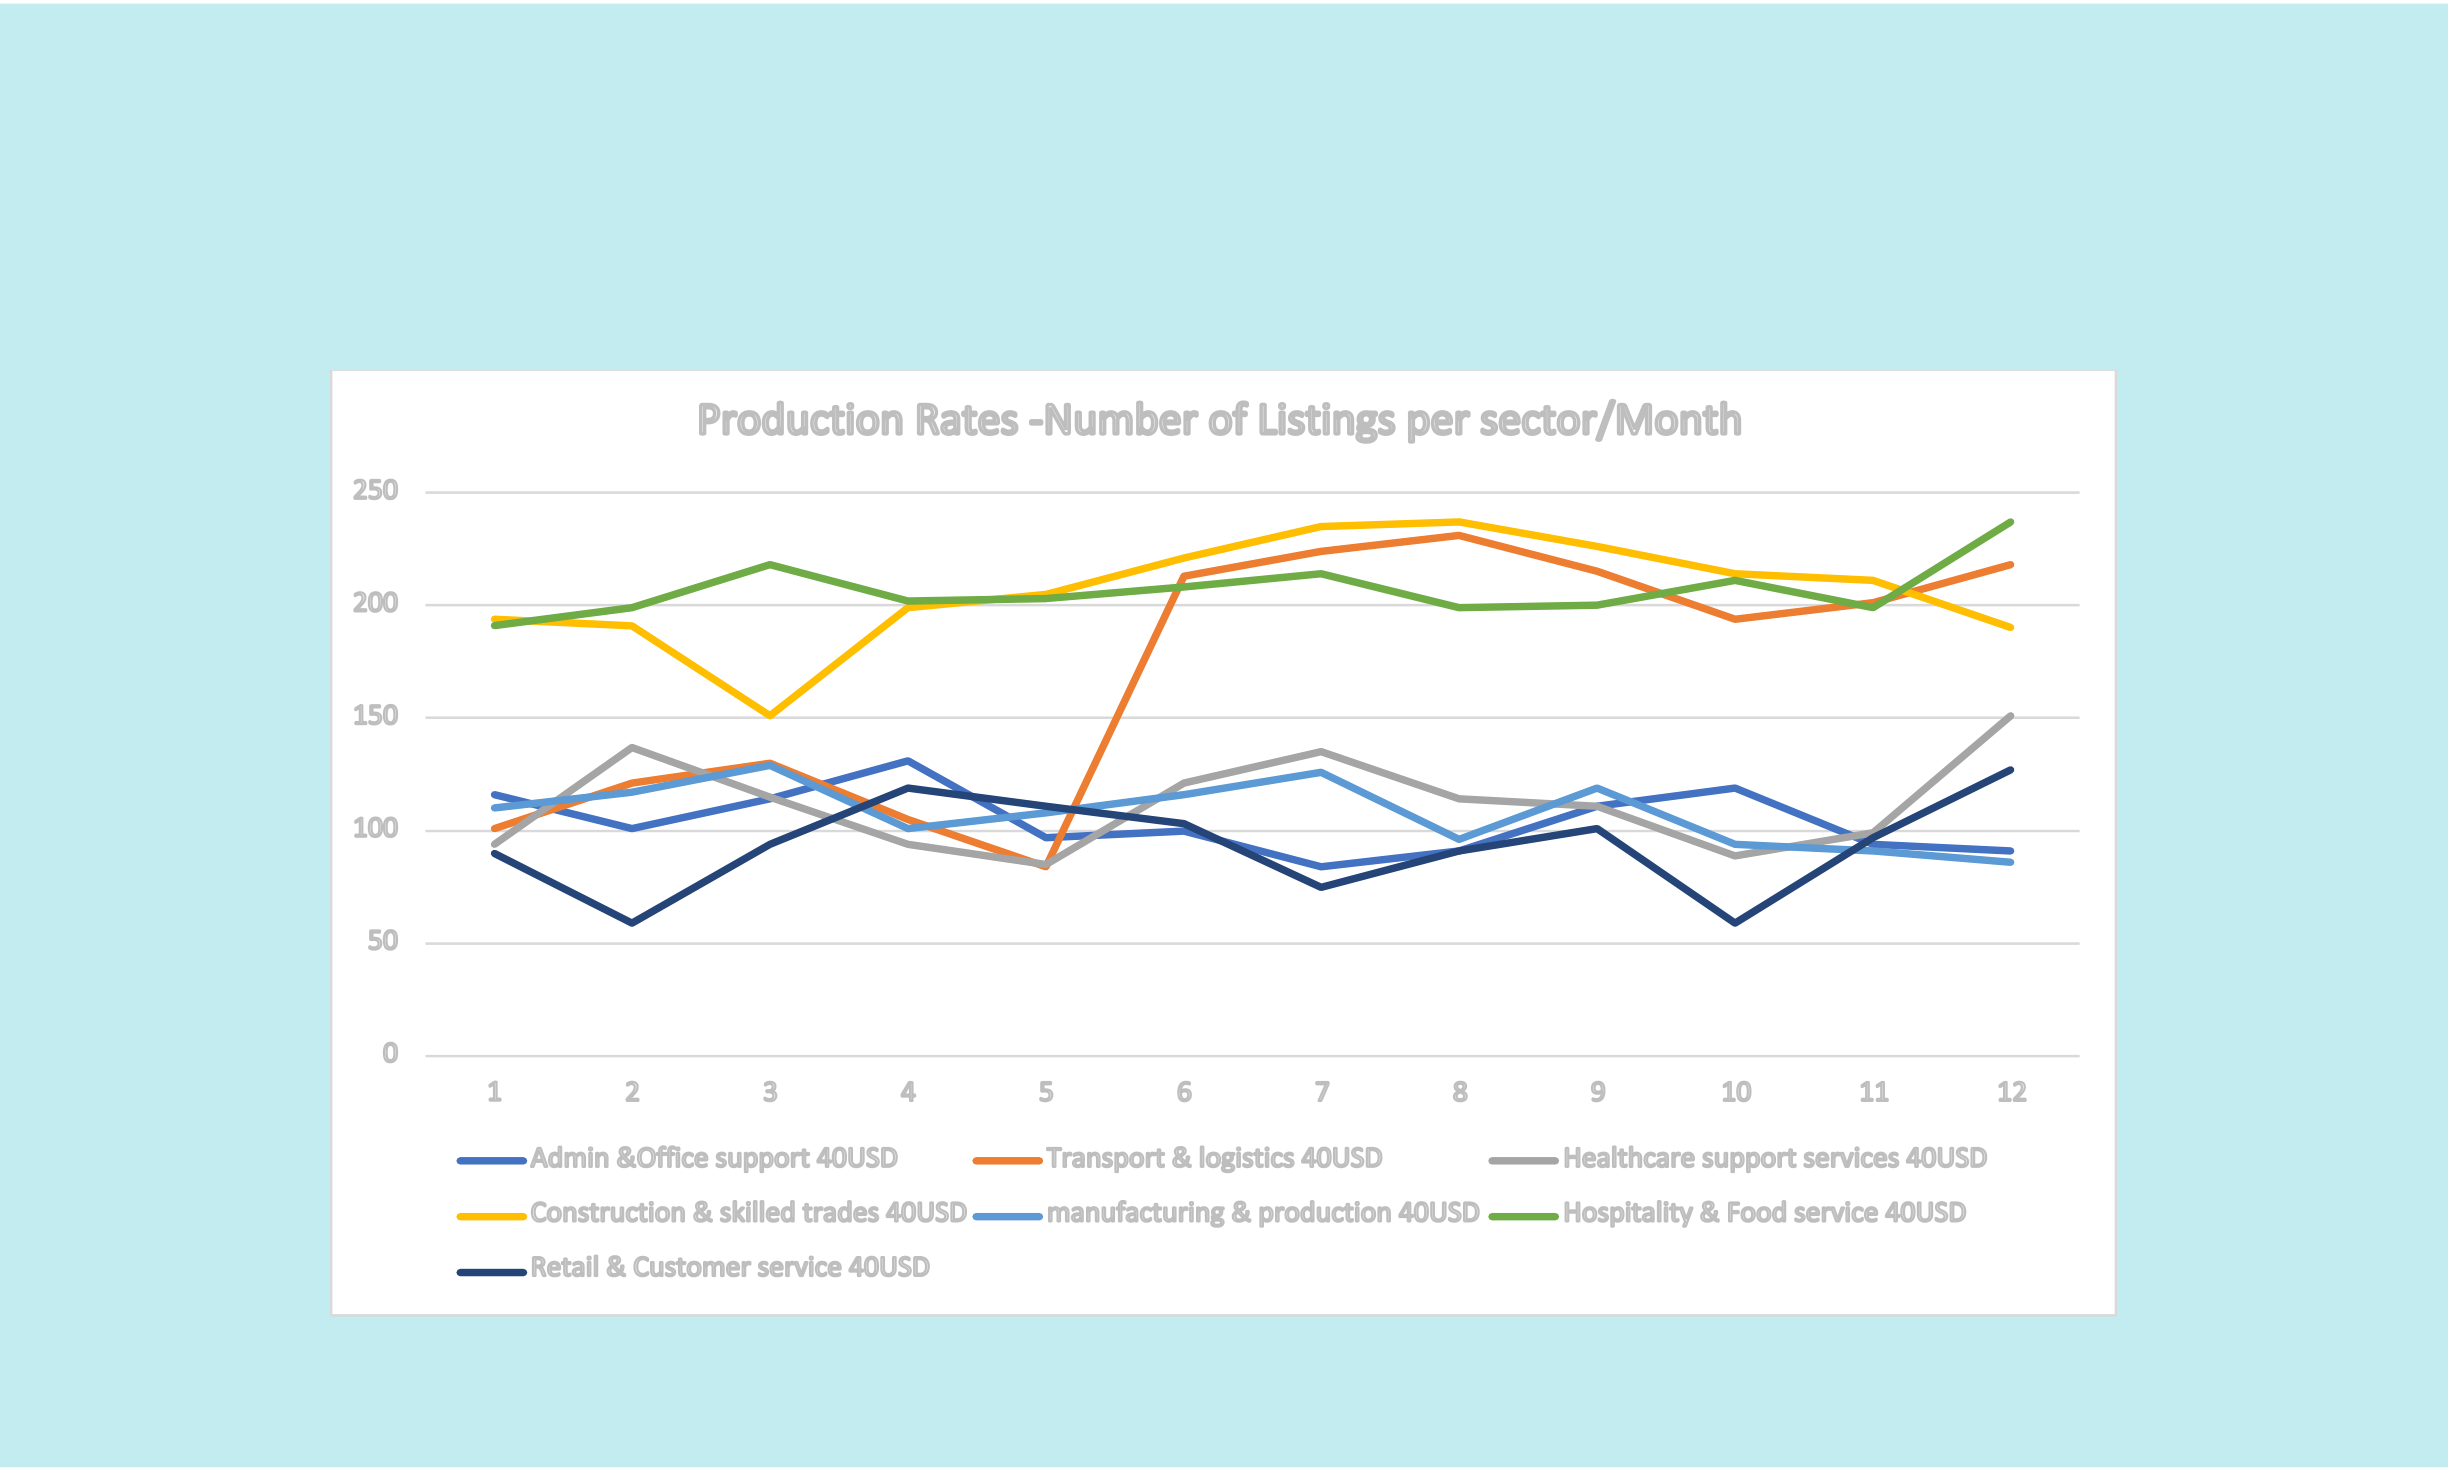 Production Rates -Number of Listings per sector/Month
250
200
150
100
50
0
1 2 3 4 5 6 7 8 9 10 11 12
Admin &Office support 40USD Transport & logistics 40USD Healthcare support services 40USD
Construction & skilled trades 40USD manufacturing & production 40USD Hospitality & Food service 40USD
Retail & Customer service 40USD